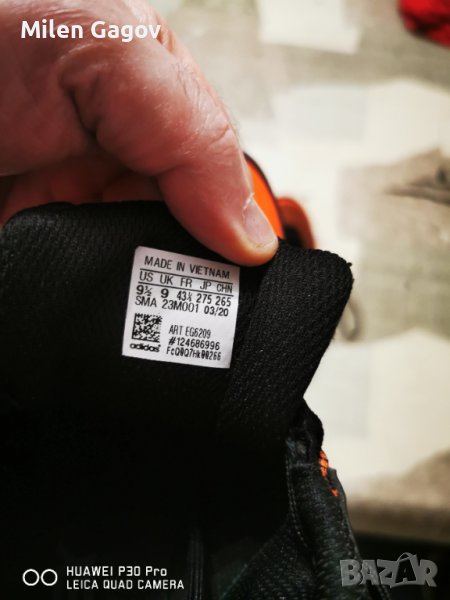 Milen Gagov
MADE IN VIETNAM
US UK FR JP CHN
9½ 9 43⅓ 275 265
SMA 23M001 03/20
ART EG6209
#124686996
adidas FcQ0Q7Hk00266
HUAWEI P30 Pro
LEICA QUAD CAMERA
BAZAR